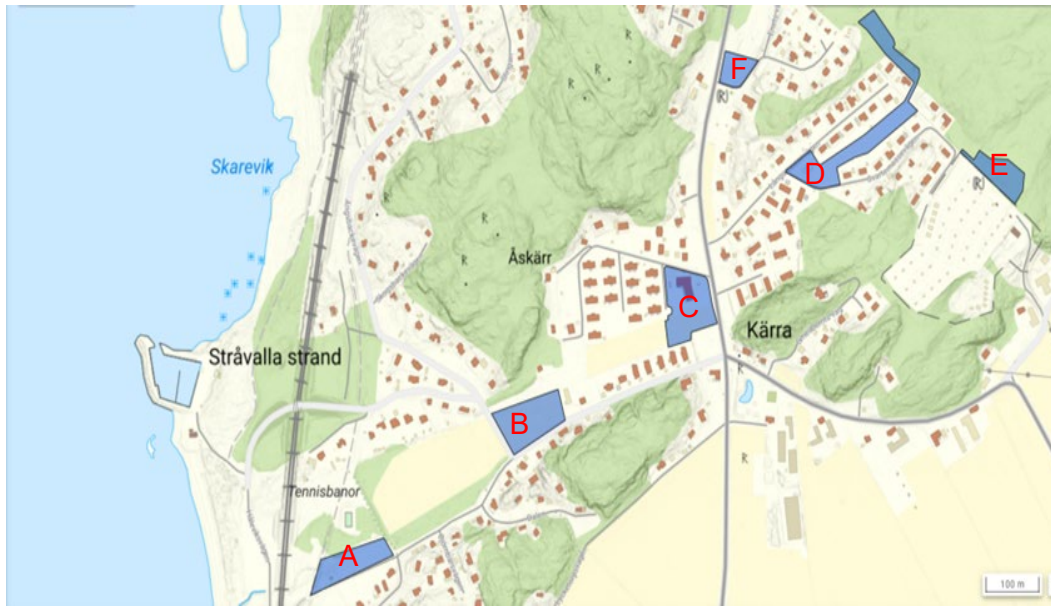 F
R
R
(R)
Skarevik
D
E
(R)
R
R
Åskärr
C
Stråvalla strand
Kärra
R
B
R
Tennisbanor
A
100 m